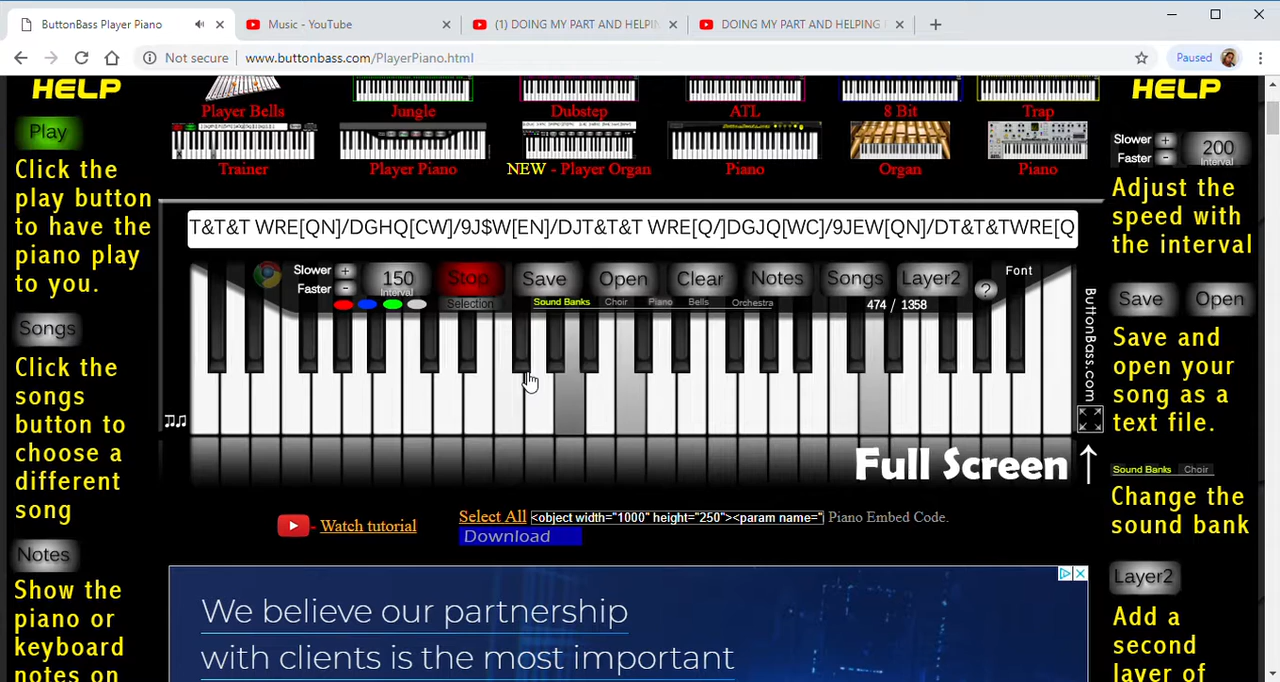 ButtonBass Player Piano
Music - YouTube
(1) DOING MY PART AND HELPIN
DOING MY PART AND HELPING
Not secure
www.buttonbass.com/PlayerPiano.html
Paused
HELP
Player Bells
Jungle
Dubstep
ATL
8 Bit
Trap
HELP
Trainer
Player Piano
NEW - Player Organ
Piano
Organ
Piano
Play
Click the
play button
to have the
piano play
to you.
Songs
Click the
songs
button to
choose a
different
song
Notes
Show the
piano or
keyboard
notes on
T&T&T WRE[QN]/DGHQ[CW]/9J$W[EN]/DJT&T&T WRE[Q/]DGJQ[WC]/9JEW[QN]/DT&T&TWRE[Q
Slower +
Faster -
150
Interval
Stop
Save
Open
Clear
Notes
Songs
Layer2
?
Font
Selection
Sound Banks
Choir
Piano
Bells
Orchestra
474 / 1358
ButtonBass.com
Full Screen
Watch tutorial
Select All
<object width="1000" height="250"><param name="
Piano Embed Code.
Download
We believe our partnership
with clients is the most important
Slower +
Faster -
200
Interval
Adjust the
speed with
the interval
Save
Open
Save and
open your
song as a
text file.
Sound Banks
Choir
Change the
sound bank
Layer2
Add a
second
layer of